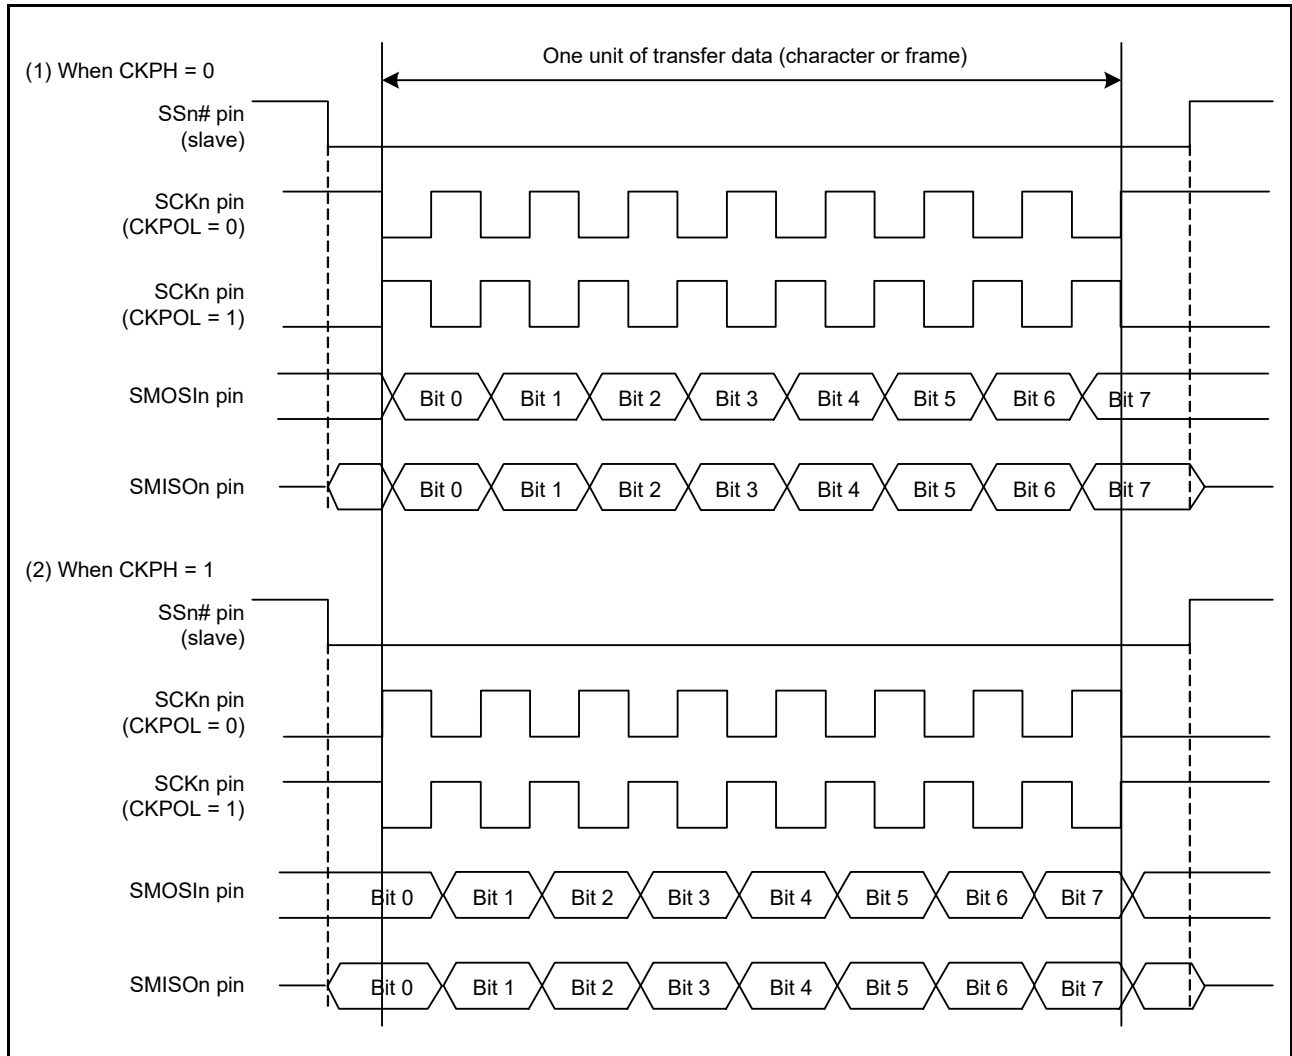 One unit of transfer data (character or frame)
(1) When CKPH = 0
SSn# pin
(slave)
SCKn pin
(CKPOL = 0)
SCKn pin
(CKPOL = 1)
SMOSIn pin
Bit 0 Bit 1 Bit 2 Bit 3 Bit 4 Bit 5 Bit 6 Bit 7
SMISOn pin
Bit 0 Bit 1 Bit 2 Bit 3 Bit 4 Bit 5 Bit 6 Bit 7
(2) When CKPH = 1
SSn# pin
(slave)
SCKn pin
(CKPOL = 0)
SCKn pin
(CKPOL = 1)
SMOSIn pin
Bit 0 Bit 1 Bit 2 Bit 3 Bit 4 Bit 5 Bit 6 Bit 7
SMISOn pin
Bit 0 Bit 1 Bit 2 Bit 3 Bit 4 Bit 5 Bit 6 Bit 7